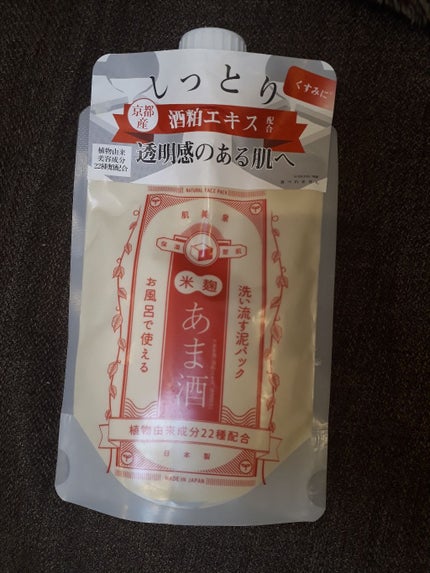 しっとり
くすみに
京都
産
酒粕エキス
配合
植物由来
美容成分
22種類配合
透明感のある肌へ
NATURAL FACE PACK
肌美泉
保湿
米麹
あま酒
洗い流す泥パック
お風呂で使える
植物由来成分22種配合
日本製
MADE IN JAPAN